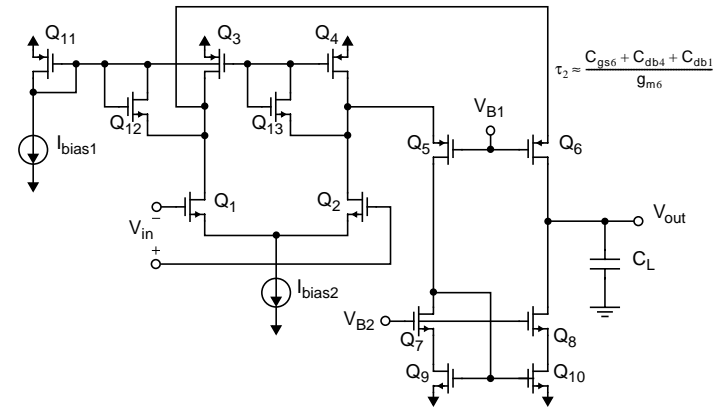 Q11
Q3
Q4
τ2 ≈ (Cgs6 + Cdb4 + Cdb1) / gm6
Q12
Q13
VB1
Ibias1
Q5
Q6
Q1
Q2
−
Vin
+
Vout
CL
Ibias2
VB2
Q7
Q8
Q9
Q10